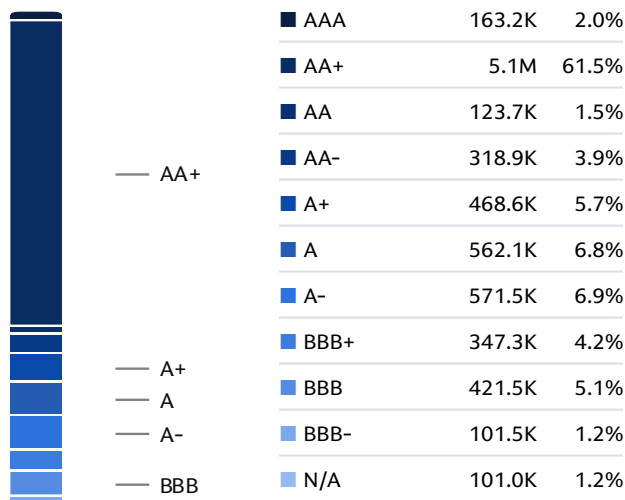 AAA 163.2K 2.0%
AA+ 5.1M 61.5%
AA 123.7K 1.5%
AA- 318.9K 3.9%
AA+
A+ 468.6K 5.7%
A 562.1K 6.8%
A- 571.5K 6.9%
BBB+ 347.3K 4.2%
A+
BBB 421.5K 5.1%
A
BBB- 101.5K 1.2%
A-
N/A 101.0K 1.2%
BBB